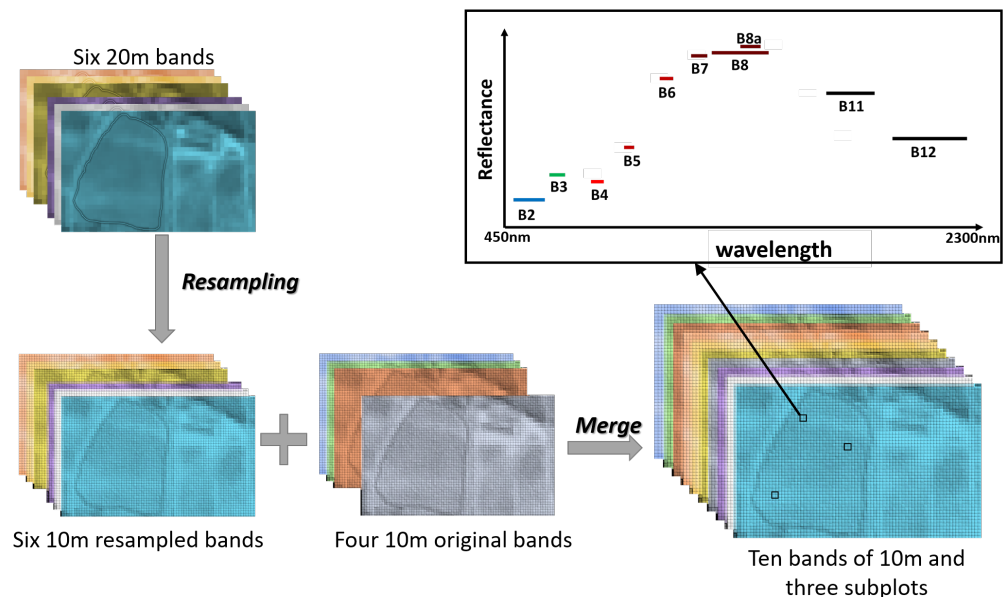 Six 20m bands
Resampling
Reflectance
B2
B3
B4
B5
B6
B7
B8a
B8
B11
B12
450nm
wavelength
2300nm
Merge
Six 10m resampled bands
Four 10m original bands
Ten bands of 10m and
three subplots